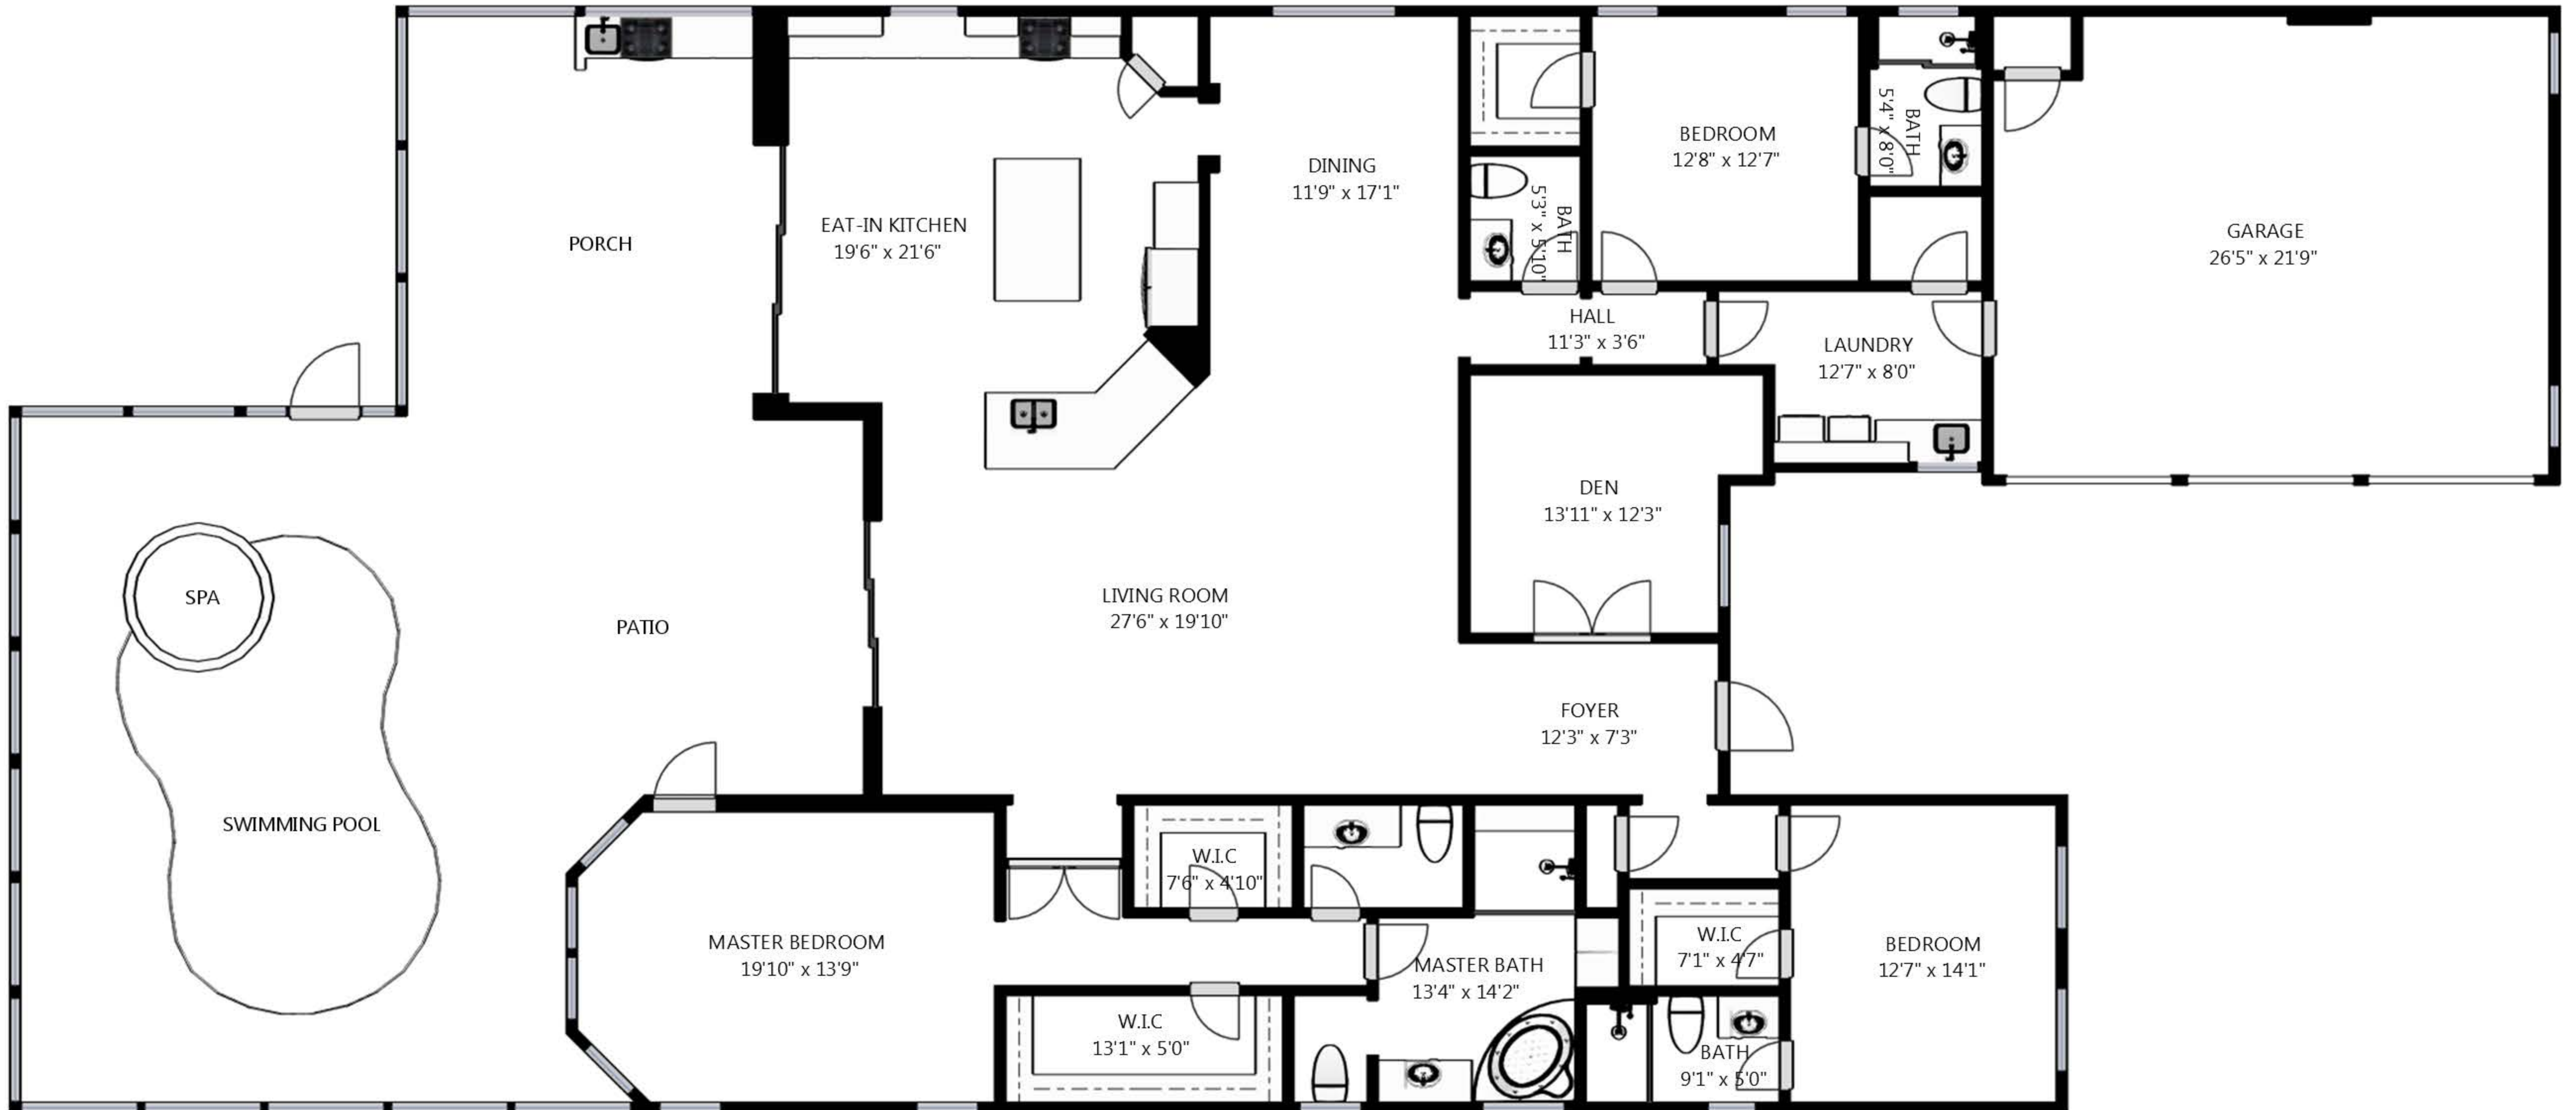 PORCH
EAT-IN KITCHEN
19'6" x 21'6"
DINING
11'9" x 17'1"
BATH
5'3" x 5'10"
BEDROOM
12'8" x 12'7"
BATH
5'4" x 8'0"
GARAGE
26'5" x 21'9"
HALL
11'3" x 3'6"
LAUNDRY
12'7" x 8'0"
DEN
13'11" x 12'3"
SPA
PATIO
LIVING ROOM
27'6" x 19'10"
FOYER
12'3" x 7'3"
SWIMMING POOL
MASTER BEDROOM
19'10" x 13'9"
W.I.C
7'6" x 4'10"
W.I.C
13'1" x 5'0"
MASTER BATH
13'4" x 14'2"
W.I.C
7'1" x 4'7"
BATH
9'1" x 5'0"
BEDROOM
12'7" x 14'1"